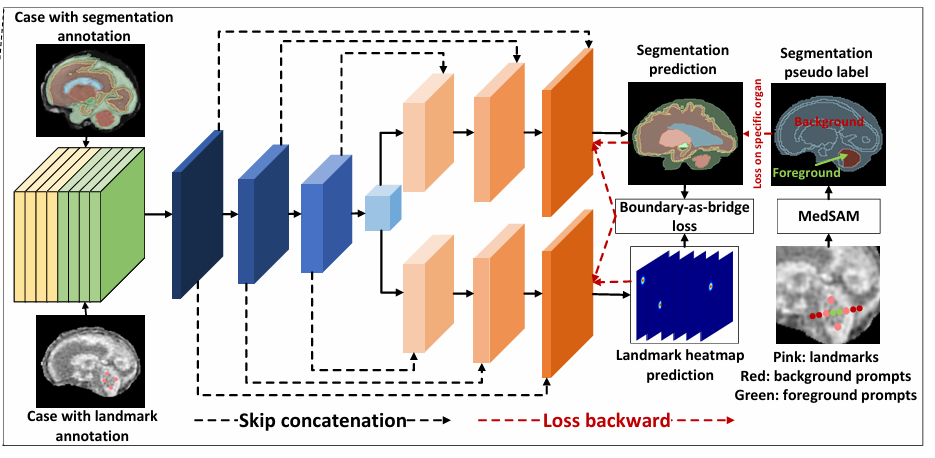 Case with segmentation
annotation
Segmentation
prediction
Segmentation
pseudo label
Loss on specific organ
Background
Foreground
Boundary-as-bridge
loss
MedSAM
Landmark heatmap
prediction
Pink: landmarks
Red: background prompts
Green: foreground prompts
Case with landmark
annotation
Skip concatenation
Loss backward